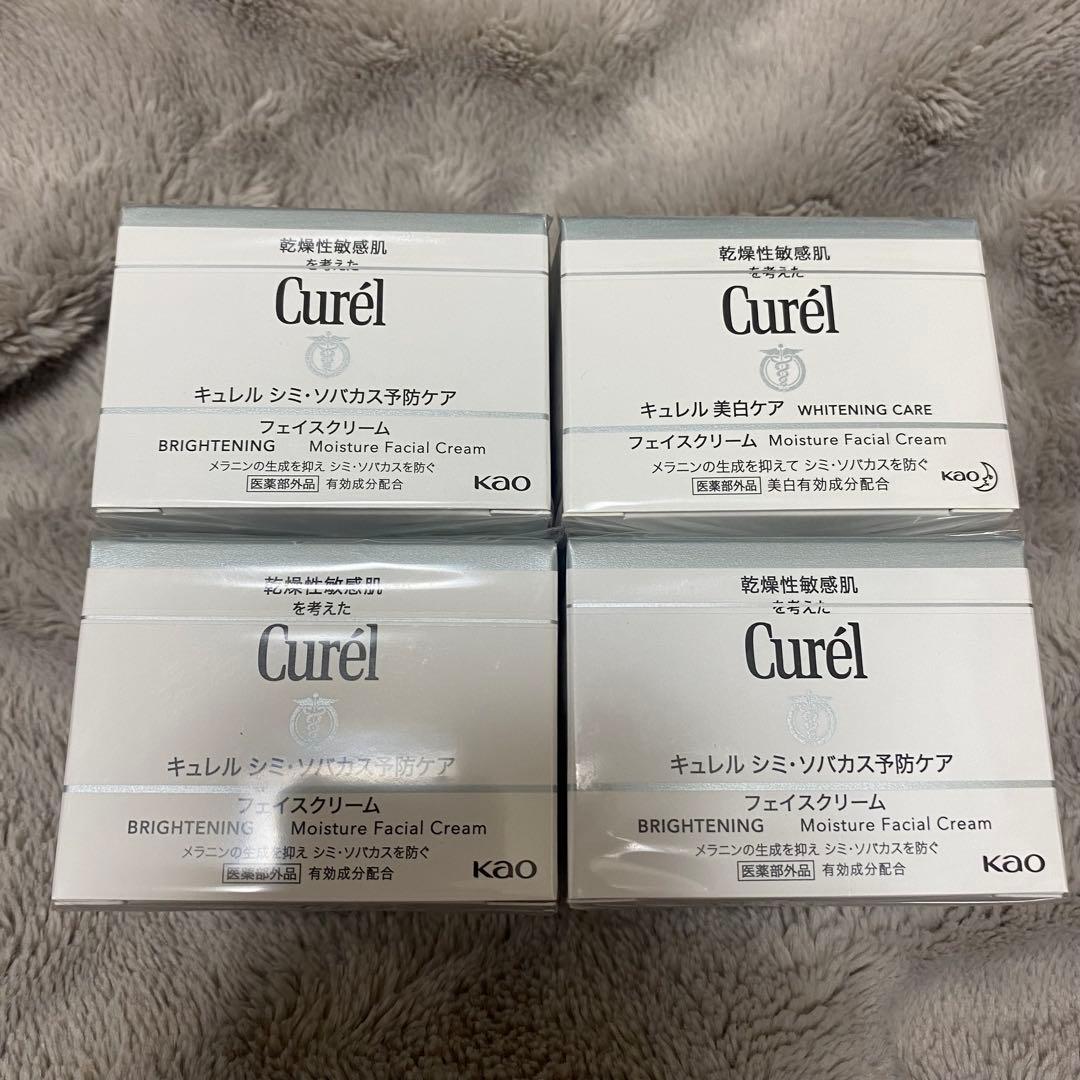 乾燥性敏感肌
を考えた
Curél
キュレル シミ・ソバカス予防ケア
フェイスクリーム
BRIGHTENING Moisture Facial Cream
メラニンの生成を抑え シミ・ソバカスを防ぐ
医薬部外品 有効成分配合
Kao
乾燥性敏感肌
を考えた
Curél
キュレル 美白ケア WHITENING CARE
フェイスクリーム Moisture Facial Cream
メラニンの生成を抑えて シミ・ソバカスを防ぐ
医薬部外品 美白有効成分配合
Kao
乾燥性敏感肌
を考えた
Curél
キュレル シミ・ソバカス予防ケア
フェイスクリーム
BRIGHTENING Moisture Facial Cream
メラニンの生成を抑え シミ・ソバカスを防ぐ
医薬部外品 有効成分配合
Kao
乾燥性敏感肌
を考えた
Curél
キュレル シミ・ソバカス予防ケア
フェイスクリーム
BRIGHTENING Moisture Facial Cream
メラニンの生成を抑え シミ・ソバカスを防ぐ
医薬部外品 有効成分配合
Kao